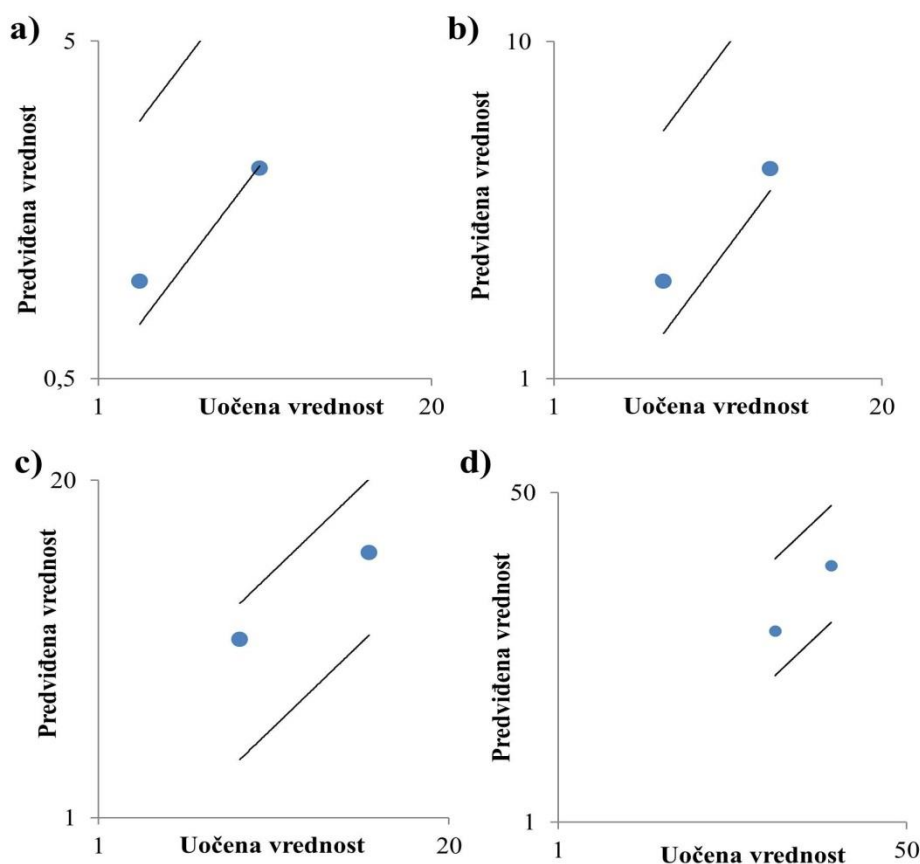 a)
5
Predviđena vrednost
0,5
1
Uočena vrednost
20
b)
10
Predviđena vrednost
1
1
Uočena vrednost
20
c)
20
Predviđena vrednost
1
1
Uočena vrednost
20
d)
50
Predviđena vrednost
1
1
Uočena vrednost
50